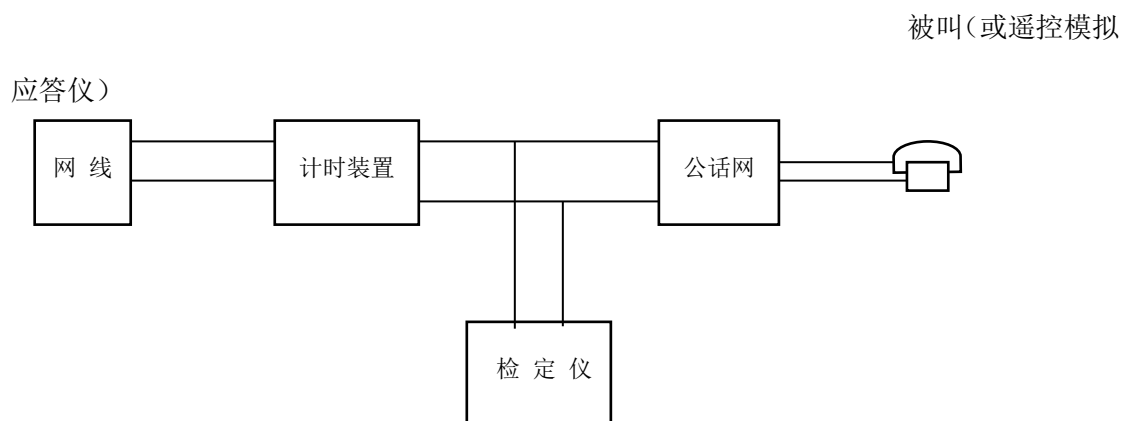 被叫（或遥控模拟
应答仪）
网 线
计时装置
公话网
检 定 仪